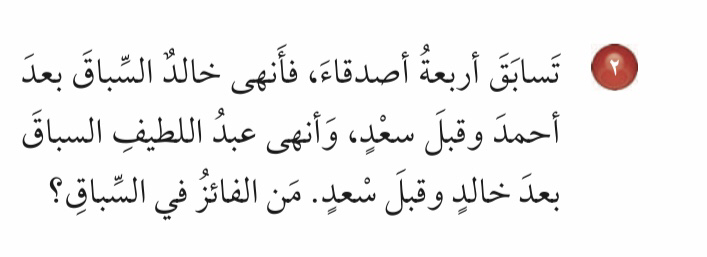 ٢ تَسابَقَ أربعةُ أصدقاءَ، فأَنهى خالدٌ السِّباقَ بعدَ
أحمدَ وقبلَ سعْدٍ، وَأنهى عبدُ اللطيفِ السباقَ
بعدَ خالدٍ وقبلَ سْعدٍ. مَن الفائزُ في السِّباقِ؟